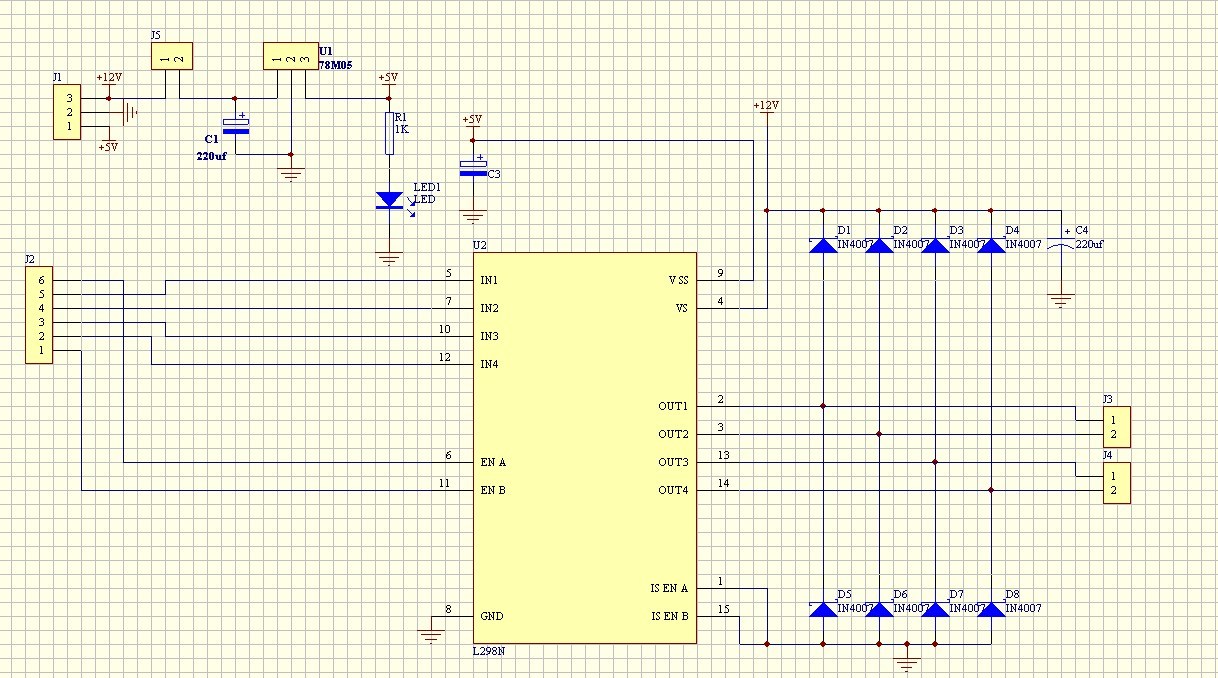 J5
1 2
U1
78M05
1 2 3
J1
+12V
3
2
1
+5V
C1
220uf
+
+5V
R1
1K
LED1
LED
+5V
+
C3
+12V
D1
IN4007
D2
IN4007
D3
IN4007
D4
IN4007
+
C4
220uf
J2
6
5
4
3
2
1
U2
5 IN1
7 IN2
10 IN3
12 IN4
6 EN A
11 EN B
8 GND
VSS 9
VS 4
OUT1 2
OUT2 3
OUT3 13
OUT4 14
IS EN A 1
IS EN B 15
L298N
J3
1
2
J4
1
2
D5
IN4007
D6
IN4007
D7
IN4007
D8
IN4007